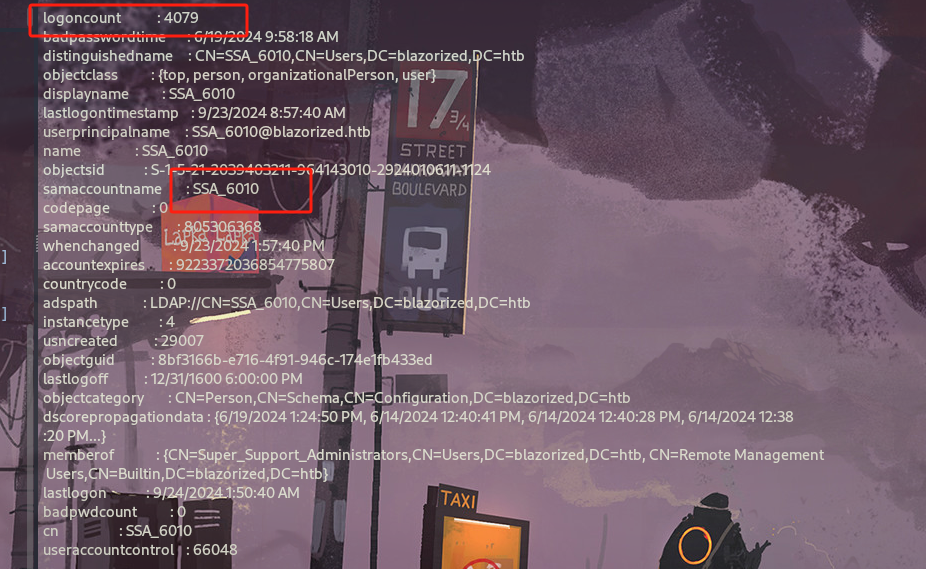 logoncount : 4079
badpasswordtime : 6/19/2024 9:58:18 AM
distinguishedname : CN=SSA_6010,CN=Users,DC=blazorized,DC=htb
objectclass : {top, person, organizationalPerson, user}
displayname : SSA_6010
lastlogontimestamp : 9/23/2024 8:57:40 AM
userprincipalname : SSA_6010@blazorized.htb
name : SSA_6010
objectsid : S-1-5-21-2039403211-964143010-2924010611-1124
samaccountname : SSA_6010
codepage : 0
samaccounttype : 805306368
whenchanged : 9/23/2024 1:57:40 PM
accountexpires : 9223372036854775807
countrycode : 0
adspath : LDAP://CN=SSA_6010,CN=Users,DC=blazorized,DC=htb
instancetype : 4
usncreated : 29007
objectguid : 8bf3166b-e716-4f91-946c-174e1fb433ed
lastlogoff : 12/31/1600 6:00:00 PM
objectcategory : CN=Person,CN=Schema,CN=Configuration,DC=blazorized,DC=htb
dscorepropagationdata : {6/19/2024 1:24:50 PM, 6/14/2024 12:40:41 PM, 6/14/2024 12:40:28 PM, 6/14/2024 12:38
:20 PM...}
memberof : {CN=Super_Support_Administrators,CN=Users,DC=blazorized,DC=htb, CN=Remote Management
Users,CN=Builtin,DC=blazorized,DC=htb}
lastlogon : 9/24/2024 1:50:40 AM
badpwdcount : 0
cn : SSA_6010
useraccountcontrol : 66048
]
]
17 3/4
STREET
BOULEVARD
BUS
TAXI